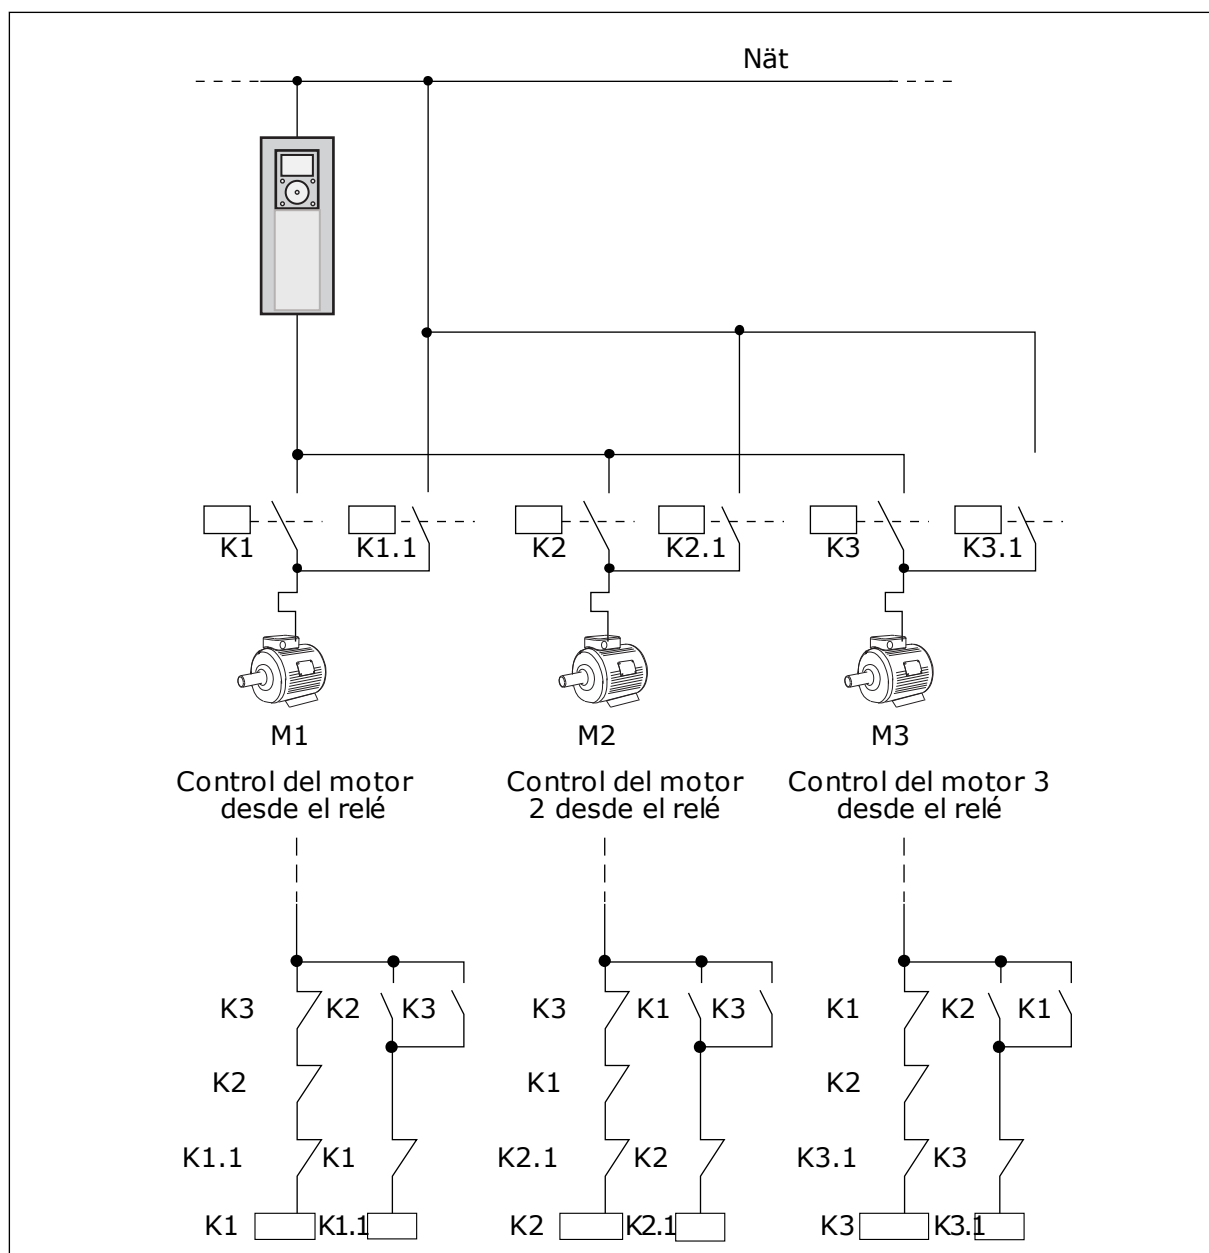 Nät
K1 K1.1 K2 K2.1 K3 K3.1
M1 M2 M3
Control del motor
desde el relé
Control del motor
2 desde el relé
Control del motor 3
desde el relé
K3 K2 K3 K3 K1 K3 K1 K2 K1
K2 K1 K2
K1.1 K1 K2.1 K2 K3.1 K3
K1 K1.1 K2 K2.1 K3 K3.1